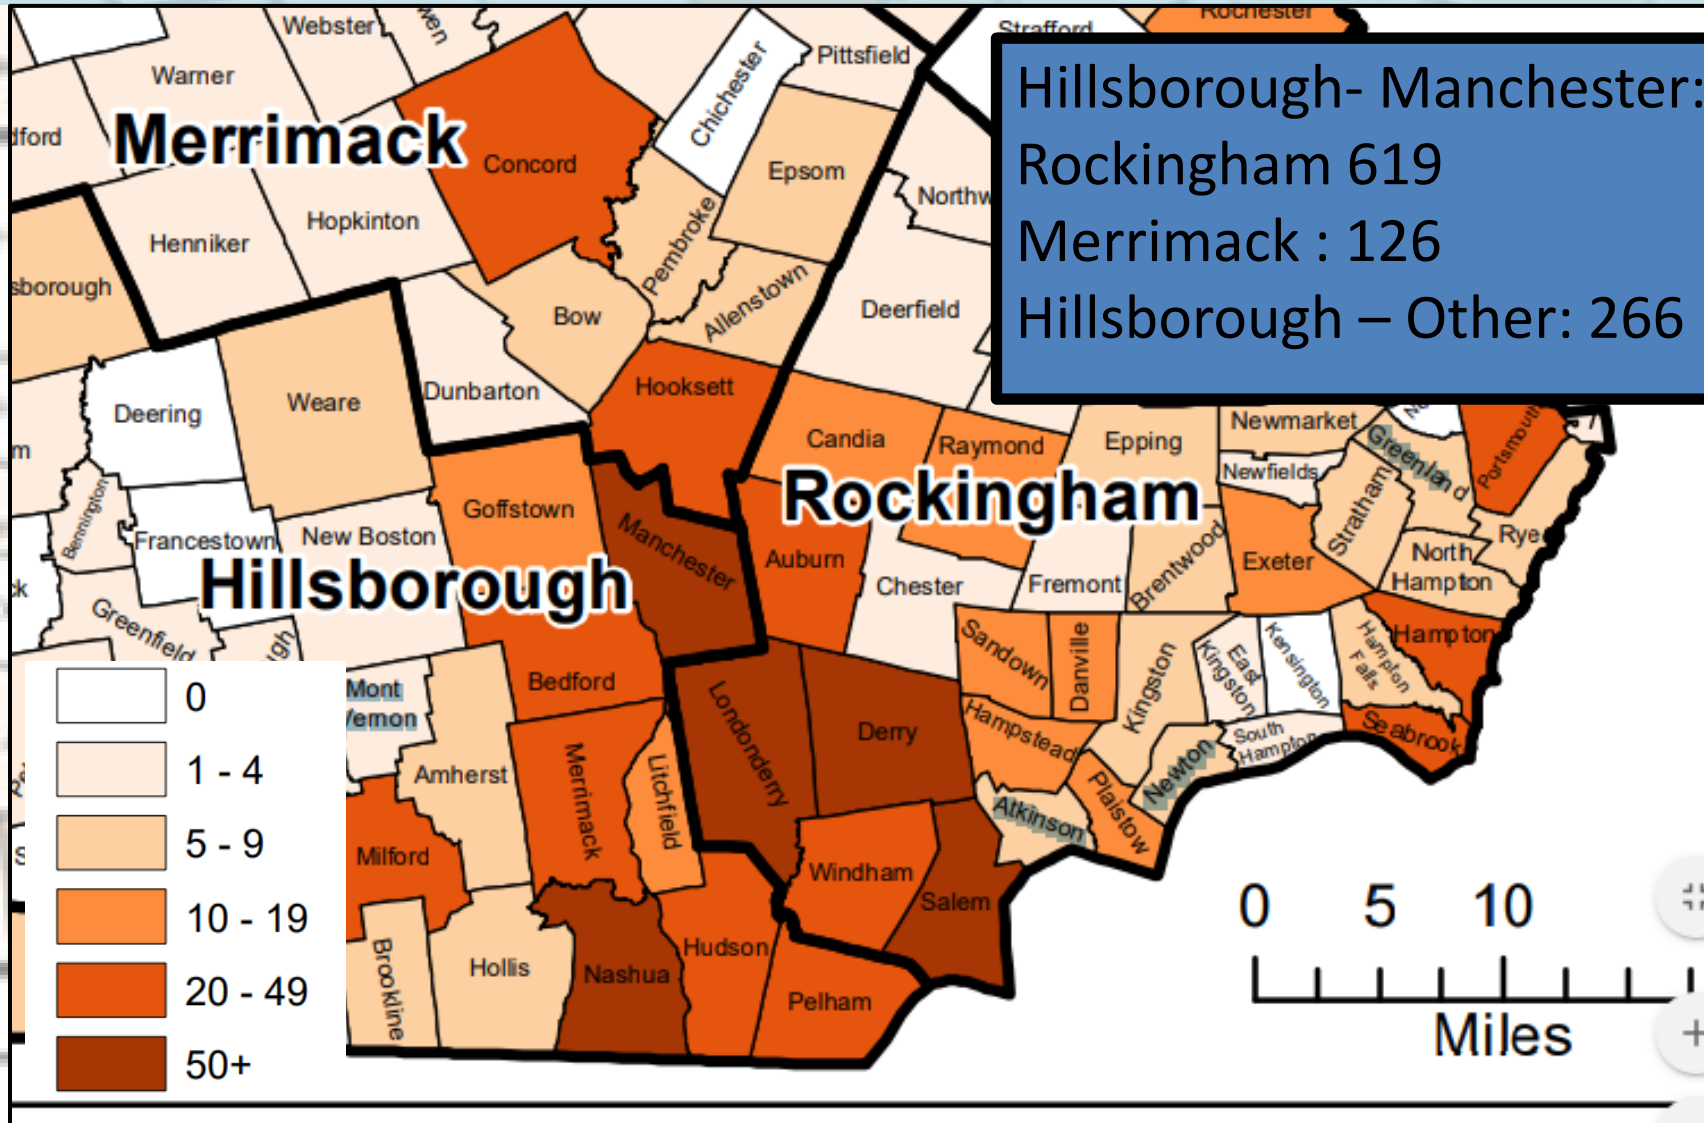 Webster
wen
Strafford
Rochester
Pittsfield
Chichester
Warner
dford
Merrimack
Concord
Epsom
Northw
Hopkinton
Henniker
Pembroke
sborough
Allenstown
Bow
Deerfield
Hillsborough- Manchester:
Rockingham 619
Merrimack : 126
Hillsborough – Other: 266
Hooksett
Dunbarton
Weare
Deering
m
Candia
Raymond
Epping
Newmarket
Greenland
Portsmouth
Newfields
Rockingham
Stratham
Rye
Goffstown
Manchester
Bennington
Francestown
New Boston
Auburn
Chester
Fremont
Brentwood
Exeter
North
Hampton
ck
Hillsborough
Greenfield
ugh
Sandown
Danville
Kingston
East
Kingston
Kensington
Hampton
Falls
Hampton
Bedford
Mont
Vernon
Londonderry
Derry
Hampstead
South
Hampton
Seabrook
Newton
Plaistow
Atkinson
Amherst
Merrimack
Litchfield
Milford
Windham
Salem
Brookline
Hollis
Nashua
Hudson
Pelham
0
1 - 4
5 - 9
10 - 19
20 - 49
50+
0 5 10
Miles